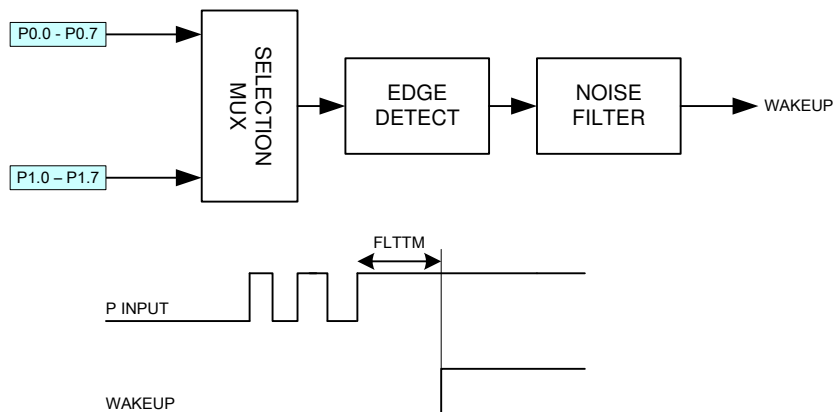 P0.0 - P0.7
SELECTION
MUX
EDGE
DETECT
NOISE
FILTER
WAKEUP
P1.0 – P1.7
FLTTM
P INPUT
WAKEUP